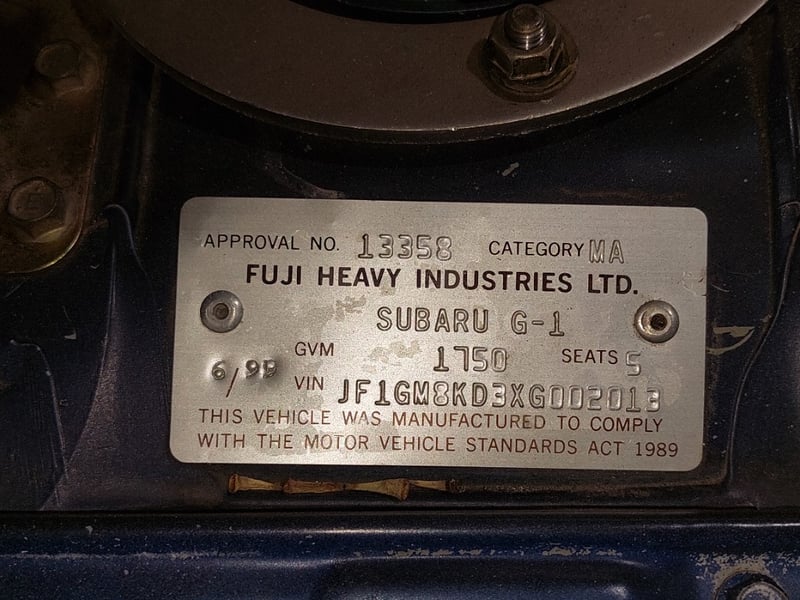 APPROVAL NO. 13358 CATEGORY MA
FUJI HEAVY INDUSTRIES LTD.
SUBARU G-1
GVM 1750 SEATS 5
6/99 VIN JF1GM8KD3XG002013
THIS VEHICLE WAS MANUFACTURED TO COMPLY
WITH THE MOTOR VEHICLE STANDARDS ACT 1989